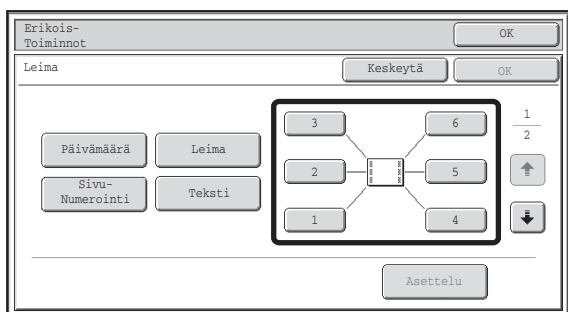 Erikois-
Toiminnot
OK
Leima
Keskeytä
OK
3
6
1
2
Päivämäärä
Leima
2
5
Sivu-
Numerointi
Teksti
1
4
Asettelu